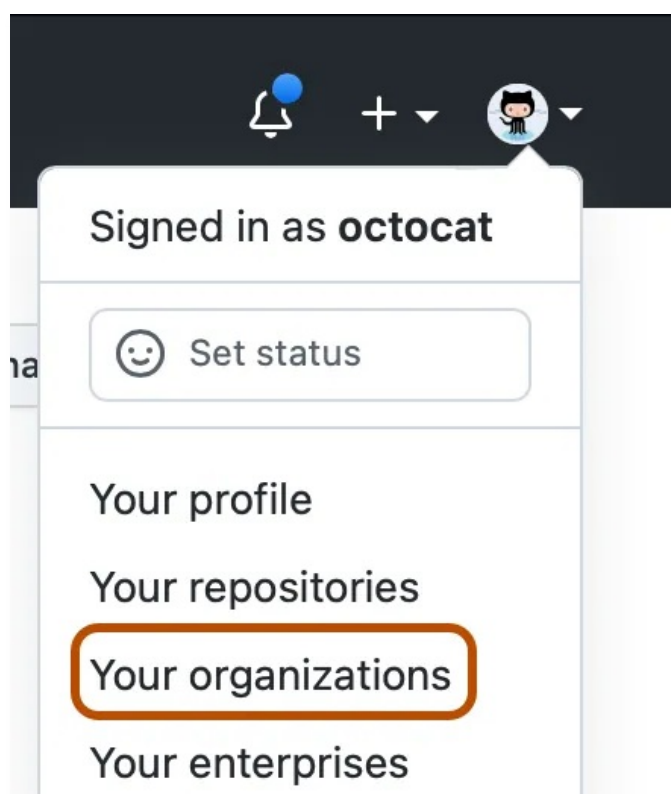 Signed in as octocat
Set status
Your profile
Your repositories
Your organizations
Your enterprises